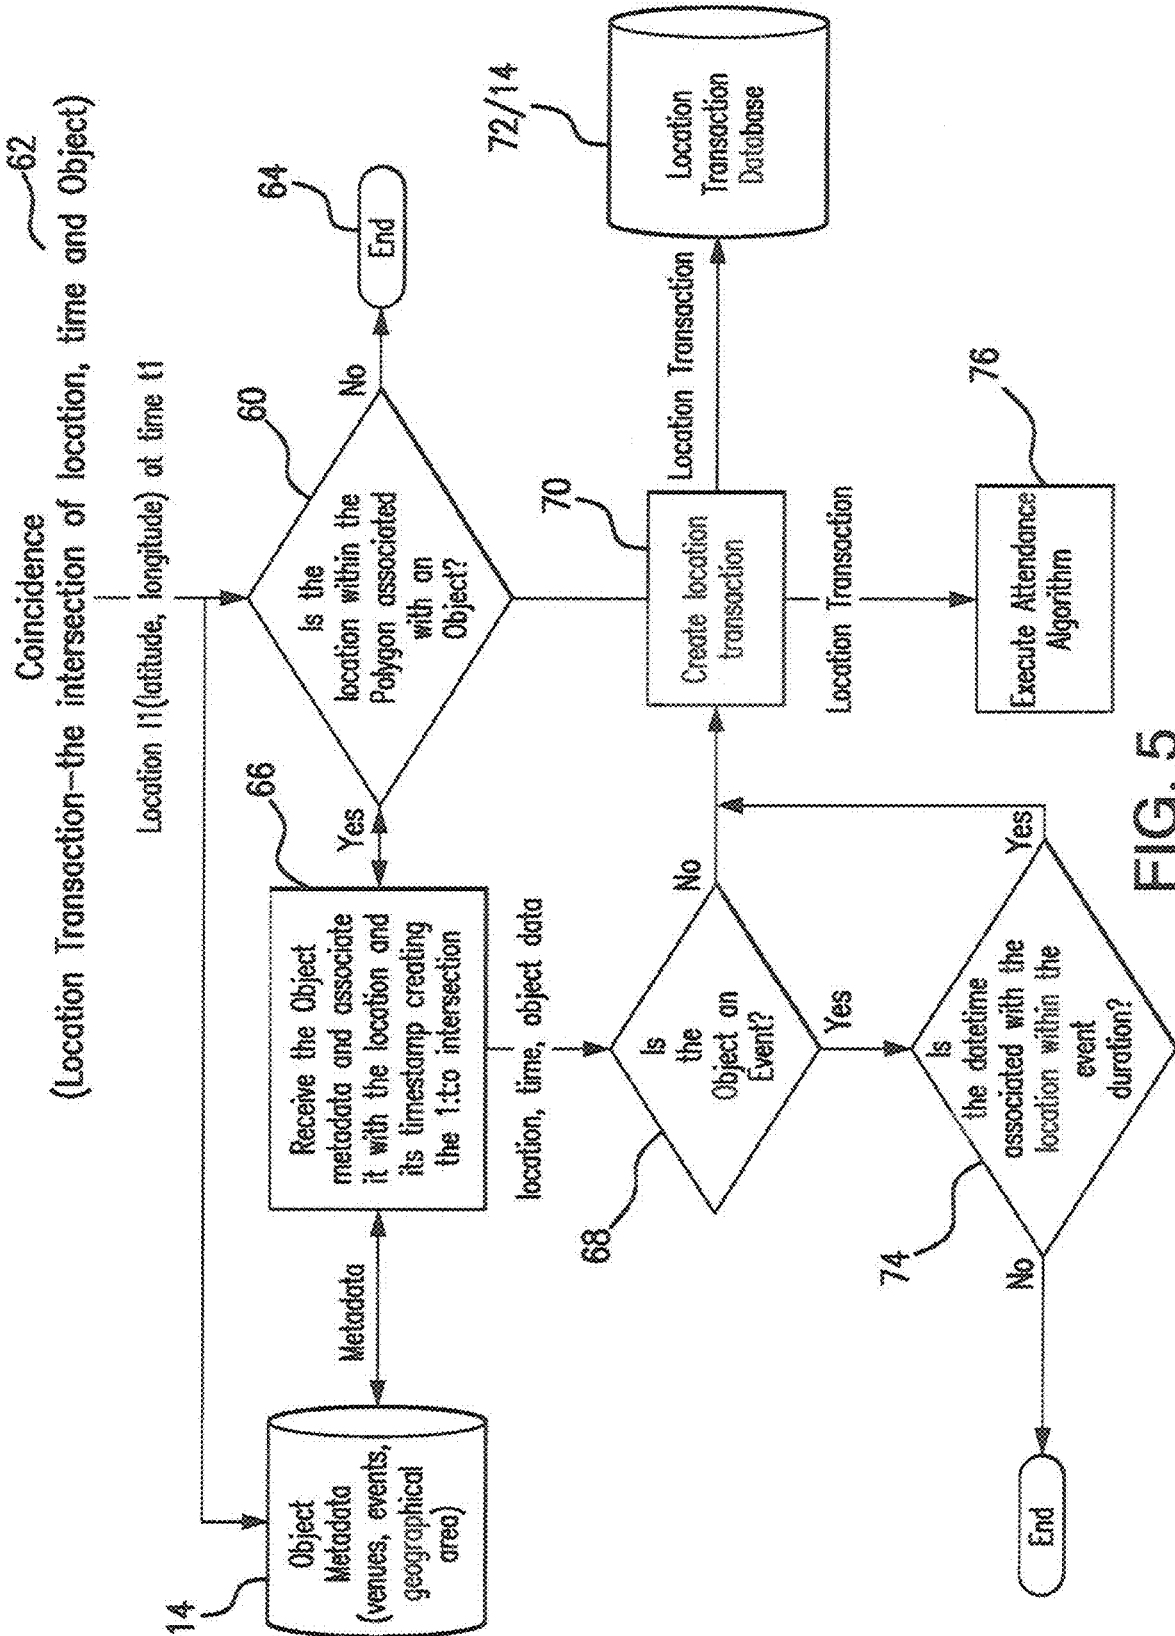 Coincidence
62
(Location Transaction—the intersection of location, time and Object)
Location l1(latitude, longitude) at time t1
14
Object
Metadata
(venues, events,
geographical
area)
Metadata
66
Receive the Object
metadata and associate
it with the location and
its timestamp creating
the 1:t:o intersection
Yes
60
Is the
location within the
Polygon associated
with an
Object?
No
64
End
location, time, object data
68
Is
the
Object an
Event?
No
Yes
70
Create location
transaction
Location Transaction
72/14
Location
Transaction
Database
Location Transaction
74
Is
the datetime
associated with the
location within the
event
duration?
No
Yes
End
76
Execute Attendance
Algorithm
FIG. 5